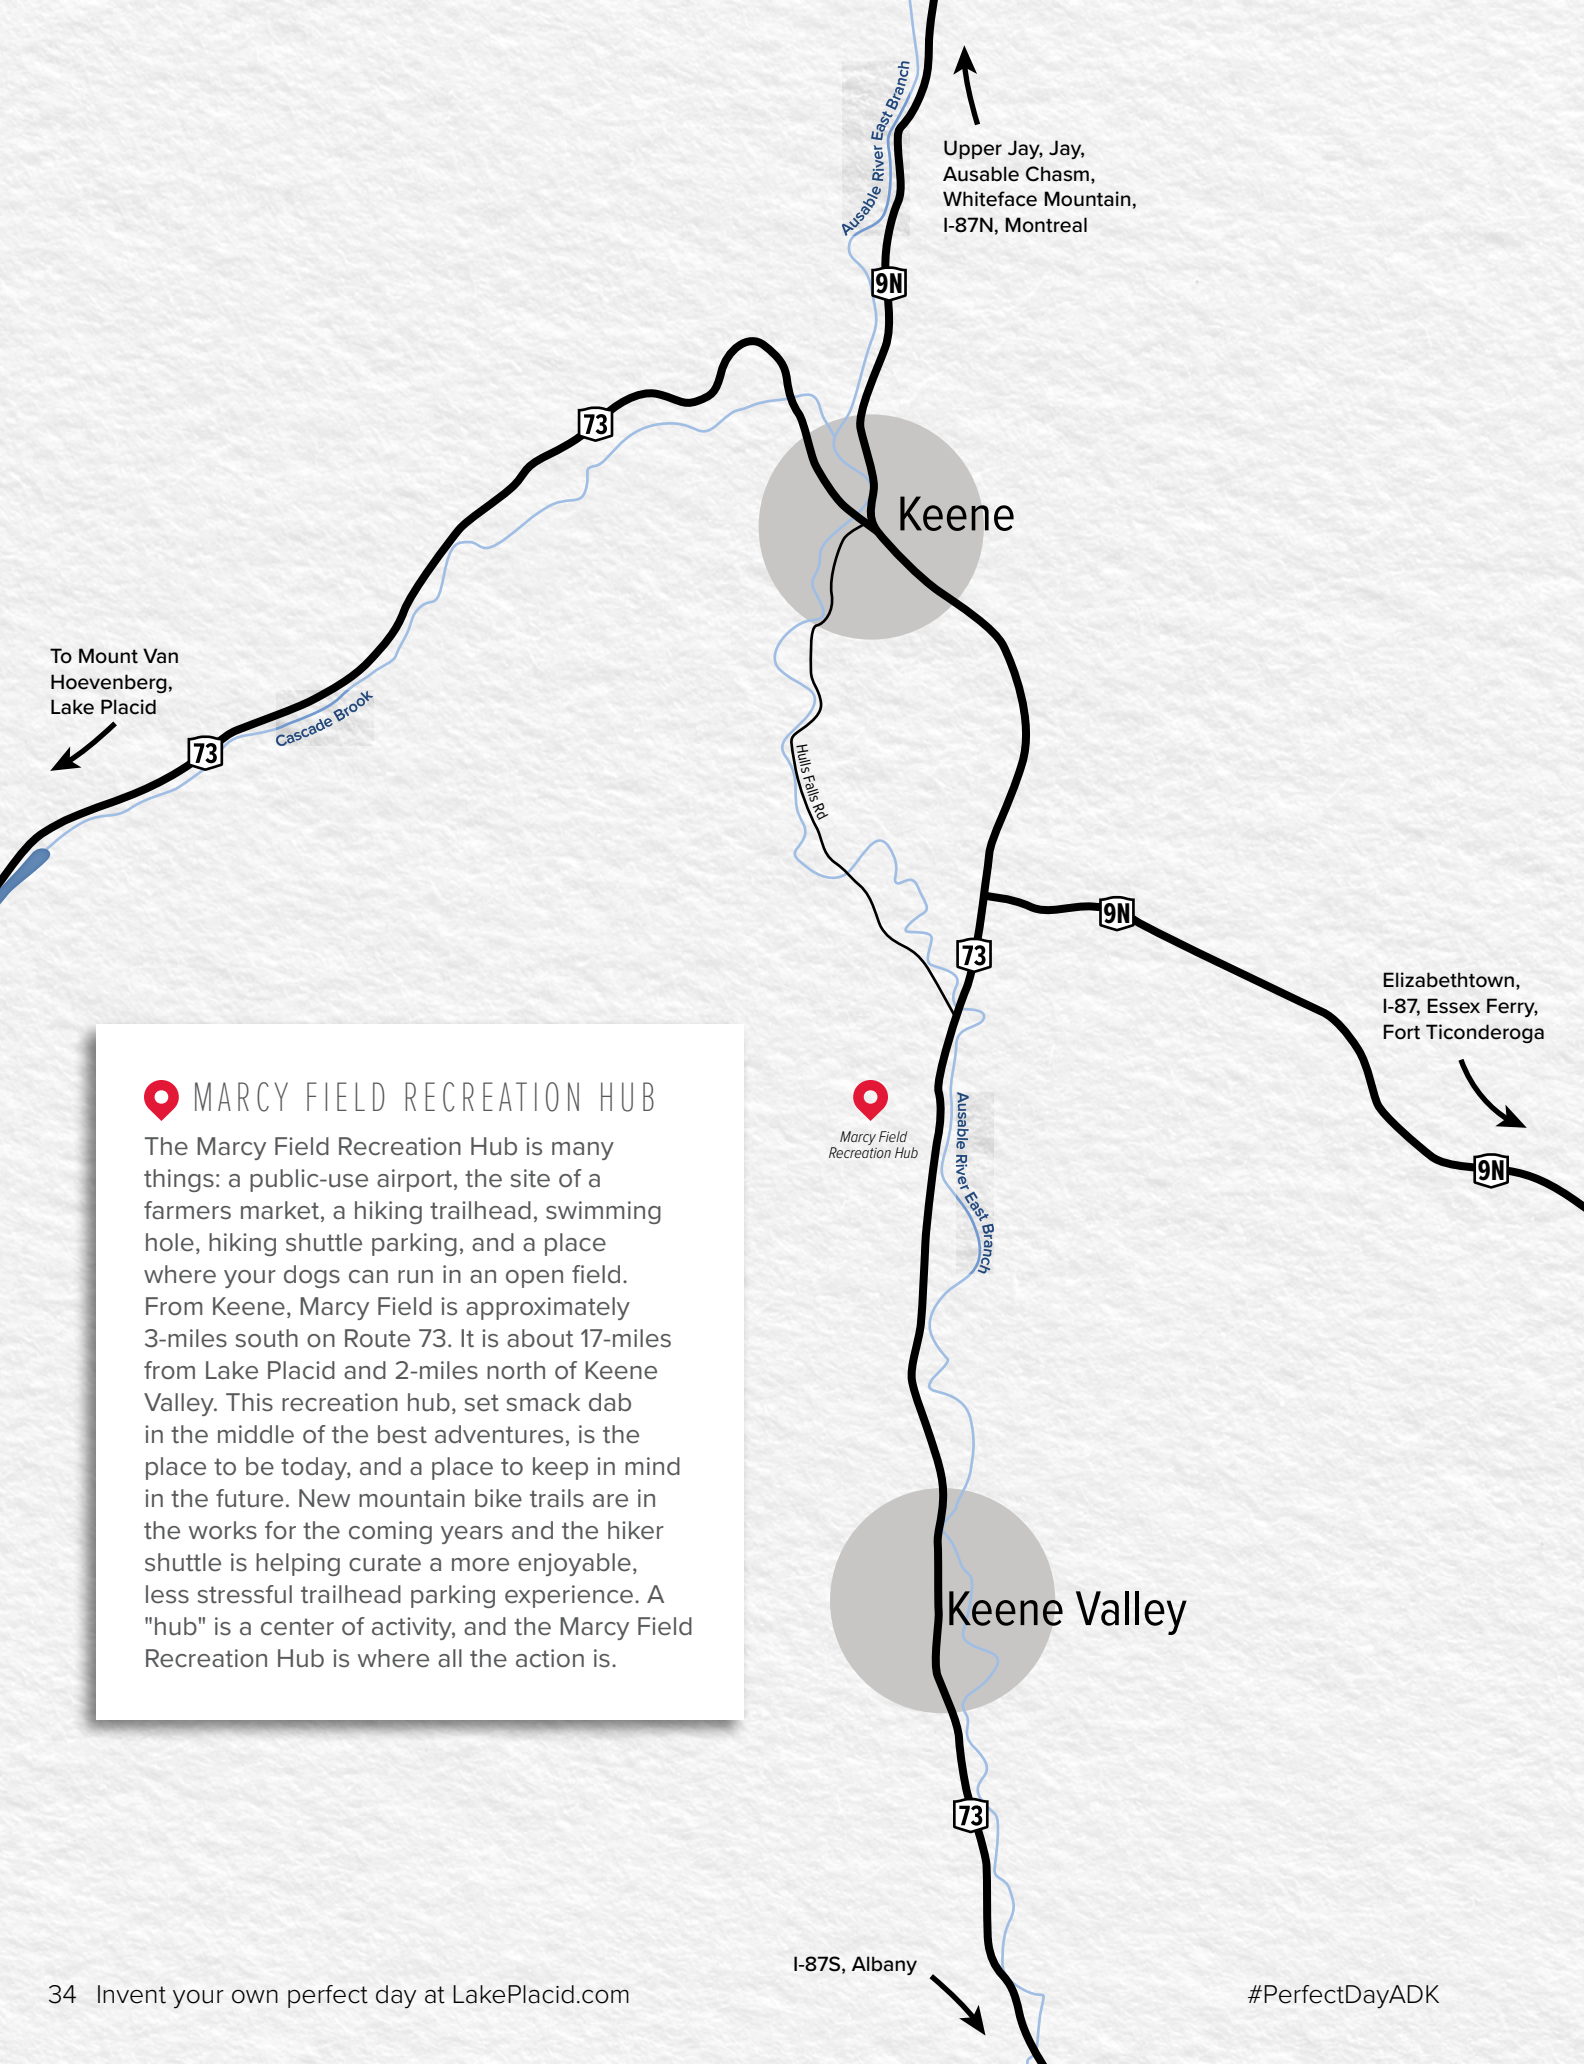 Ausable River East Branch
Upper Jay, Jay,
Ausable Chasm,
Whiteface Mountain,
I-87N, Montreal
9N
73
Keene
To Mount Van
Hoevenberg,
Lake Placid
73
Cascade Brook
Hulls Falls Rd
9N
73
Elizabethtown,
I-87, Essex Ferry,
Fort Ticonderoga
9N
MARCY FIELD RECREATION HUB
The Marcy Field Recreation Hub is many
things: a public-use airport, the site of a
farmers market, a hiking trailhead, swimming
hole, hiking shuttle parking, and a place
where your dogs can run in an open field.
From Keene, Marcy Field is approximately
3-miles south on Route 73. It is about 17-miles
from Lake Placid and 2-miles north of Keene
Valley. This recreation hub, set smack dab
in the middle of the best adventures, is the
place to be today, and a place to keep in mind
in the future. New mountain bike trails are in
the works for the coming years and the hiker
shuttle is helping curate a more enjoyable,
less stressful trailhead parking experience. A
"hub" is a center of activity, and the Marcy Field
Recreation Hub is where all the action is.
Marcy Field
Recreation Hub
Ausable River East Branch
Keene Valley
73
I-87S, Albany
34 Invent your own perfect day at LakePlacid.com
#PerfectDayADK